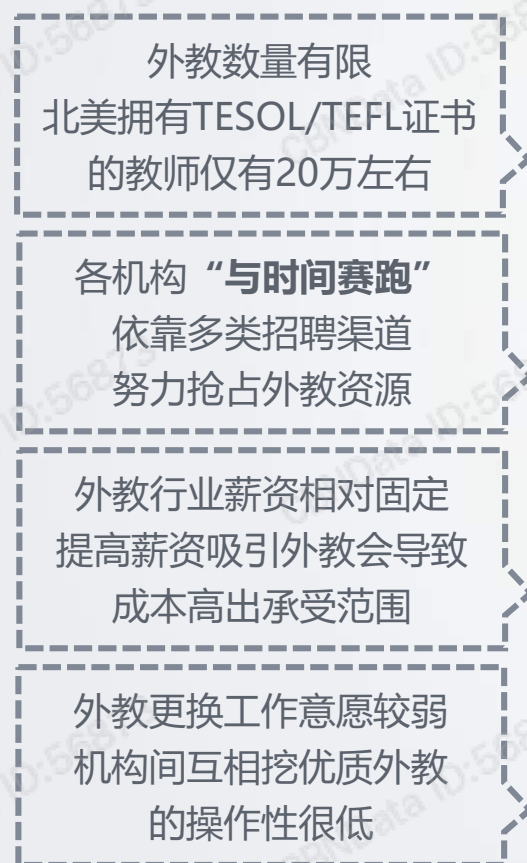 外教数量有限
北美拥有TESOL/TEFL证书
的教师仅有20万左右
各机构“与时间赛跑”
依靠多类招聘渠道
努力抢占外教资源
外教行业薪资相对固定
提高薪资吸引外教会导致
成本高出承受范围
外教更换工作意愿较弱
机构间互相挖优质外教
的操作性很低